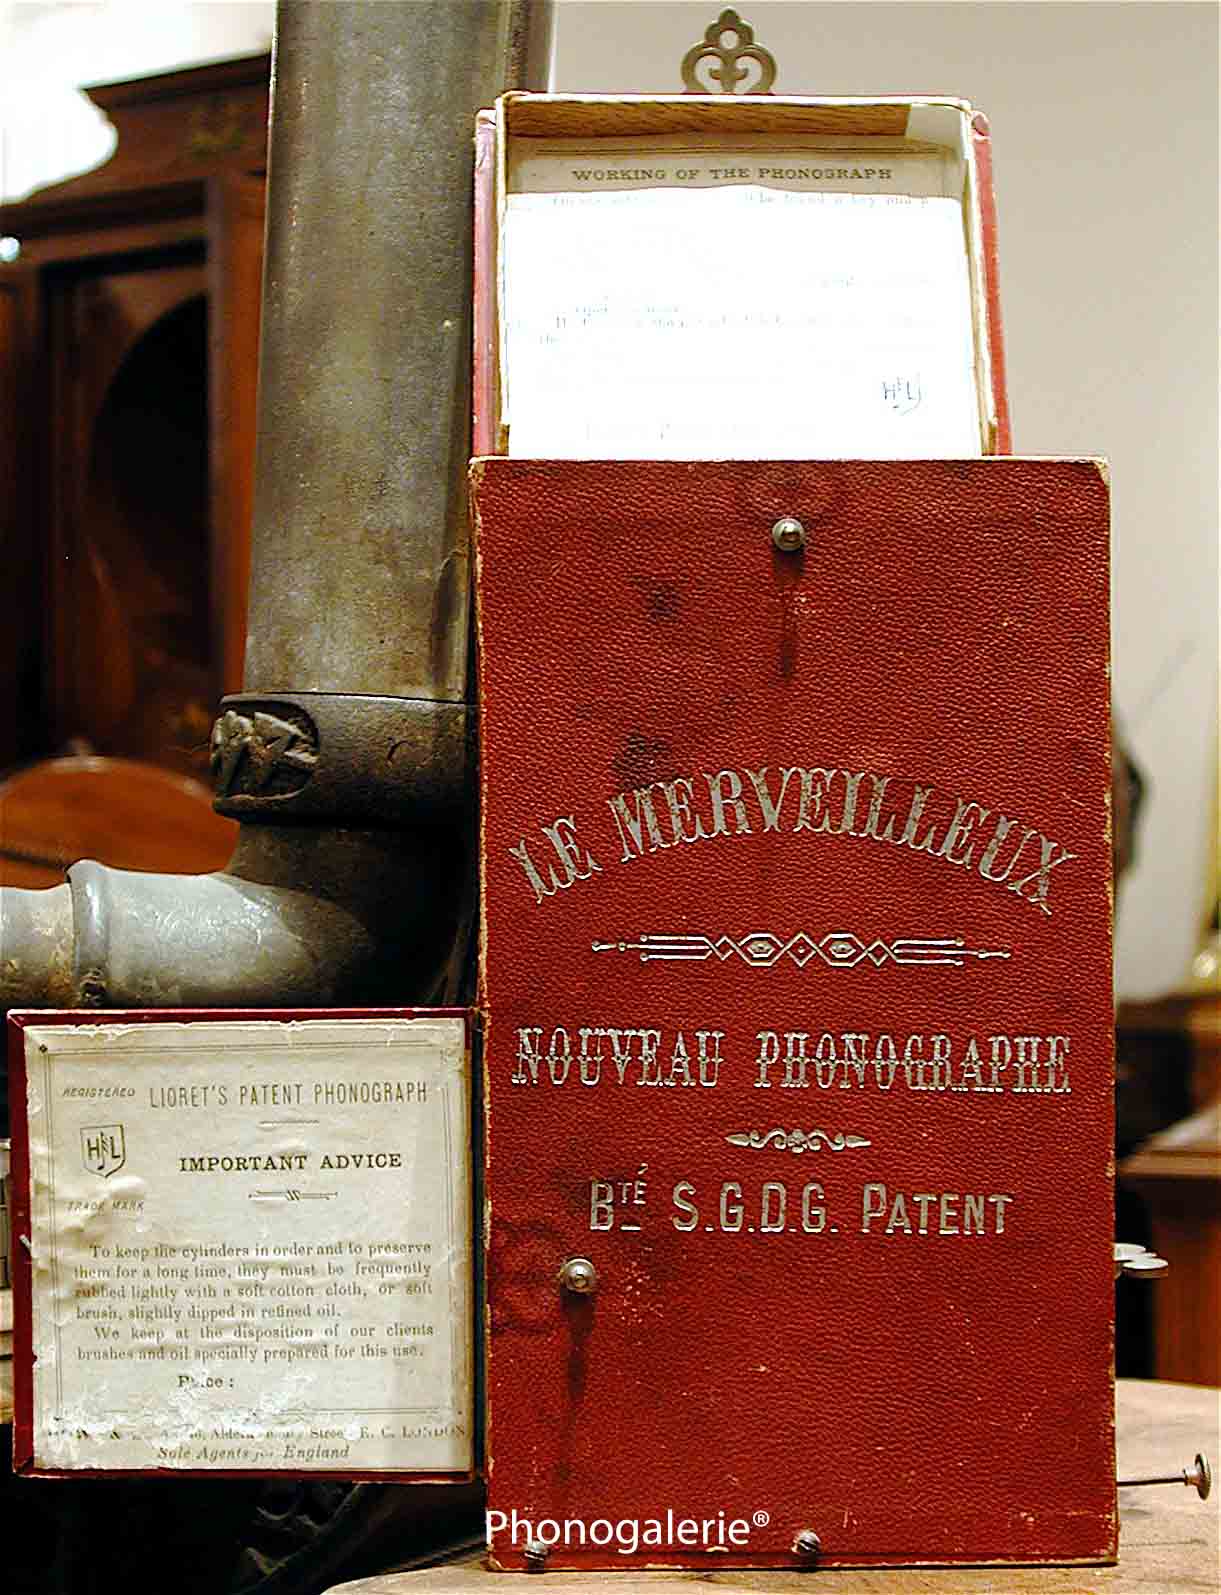 WORKING OF THE PHONOGRAPH
HL
LE MERVEILLEUX
NOUVEAU PHONOGRAPHE
BTÉ S.G.D.G. PATENT
REGISTERED LIORET'S PATENT PHONOGRAPH
HL
IMPORTANT ADVICE
TRADE MARK
To keep the cylinders in order and to preserve
them for a long time, they must be frequently
rubbed lightly with a soft cotton cloth, or soft
brush, slightly dipped in refined oil.
We keep at the disposition of our clients
brushes and oil specially prepared for this use.
Price :
E. C. LONDON
Sole Agents for England
Phonogalerie®